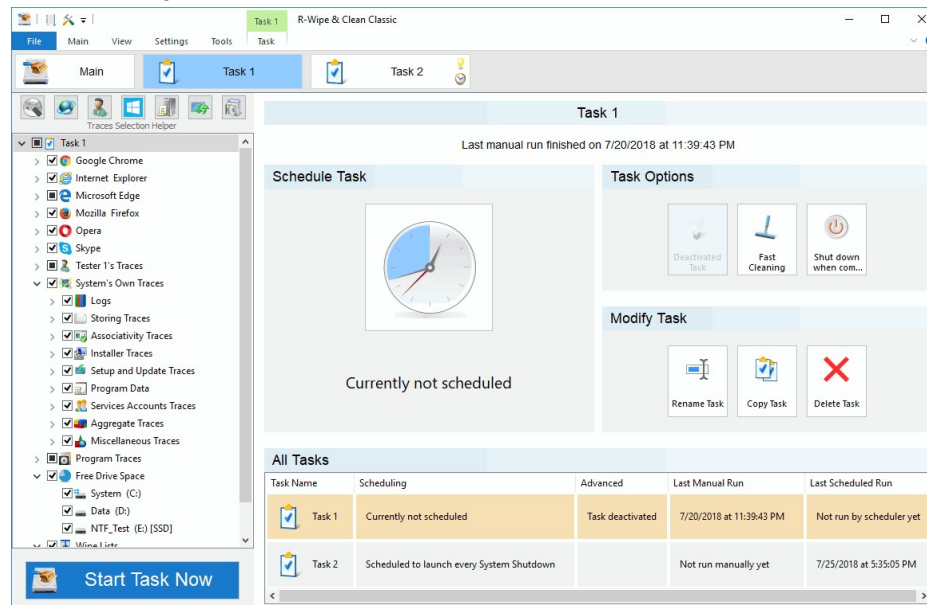 Task 1 R-Wipe & Clean Classic
File Main View Settings Tools Task
Main Task 1 Task 2
Traces Selection Helper
Task 1
Google Chrome
Internet Explorer
Microsoft Edge
Mozilla Firefox
Opera
Skype
Tester 1's Traces
System's Own Traces
Logs
Storing Traces
Associativity Traces
Installer Traces
Setup and Update Traces
Program Data
Services Accounts Traces
Aggregate Traces
Miscellaneous Traces
Program Traces
Free Drive Space
System (C:)
Data (D:)
NTF_Test (E:) [SSD]
Wipe Lists
Start Task Now
Task 1
Last manual run finished on 7/20/2018 at 11:39:43 PM
Schedule Task
Currently not scheduled
Task Options
Deactivated
Task
Fast
Cleaning
Shut down
when com...
Modify Task
Rename Task
Copy Task
Delete Task
All Tasks
Task Name Scheduling Advanced Last Manual Run Last Scheduled Run
Task 1 Currently not scheduled Task deactivated 7/20/2018 at 11:39:43 PM Not run by scheduler yet
Task 2 Scheduled to launch every System Shutdown Not run manually yet 7/25/2018 at 5:35:05 PM